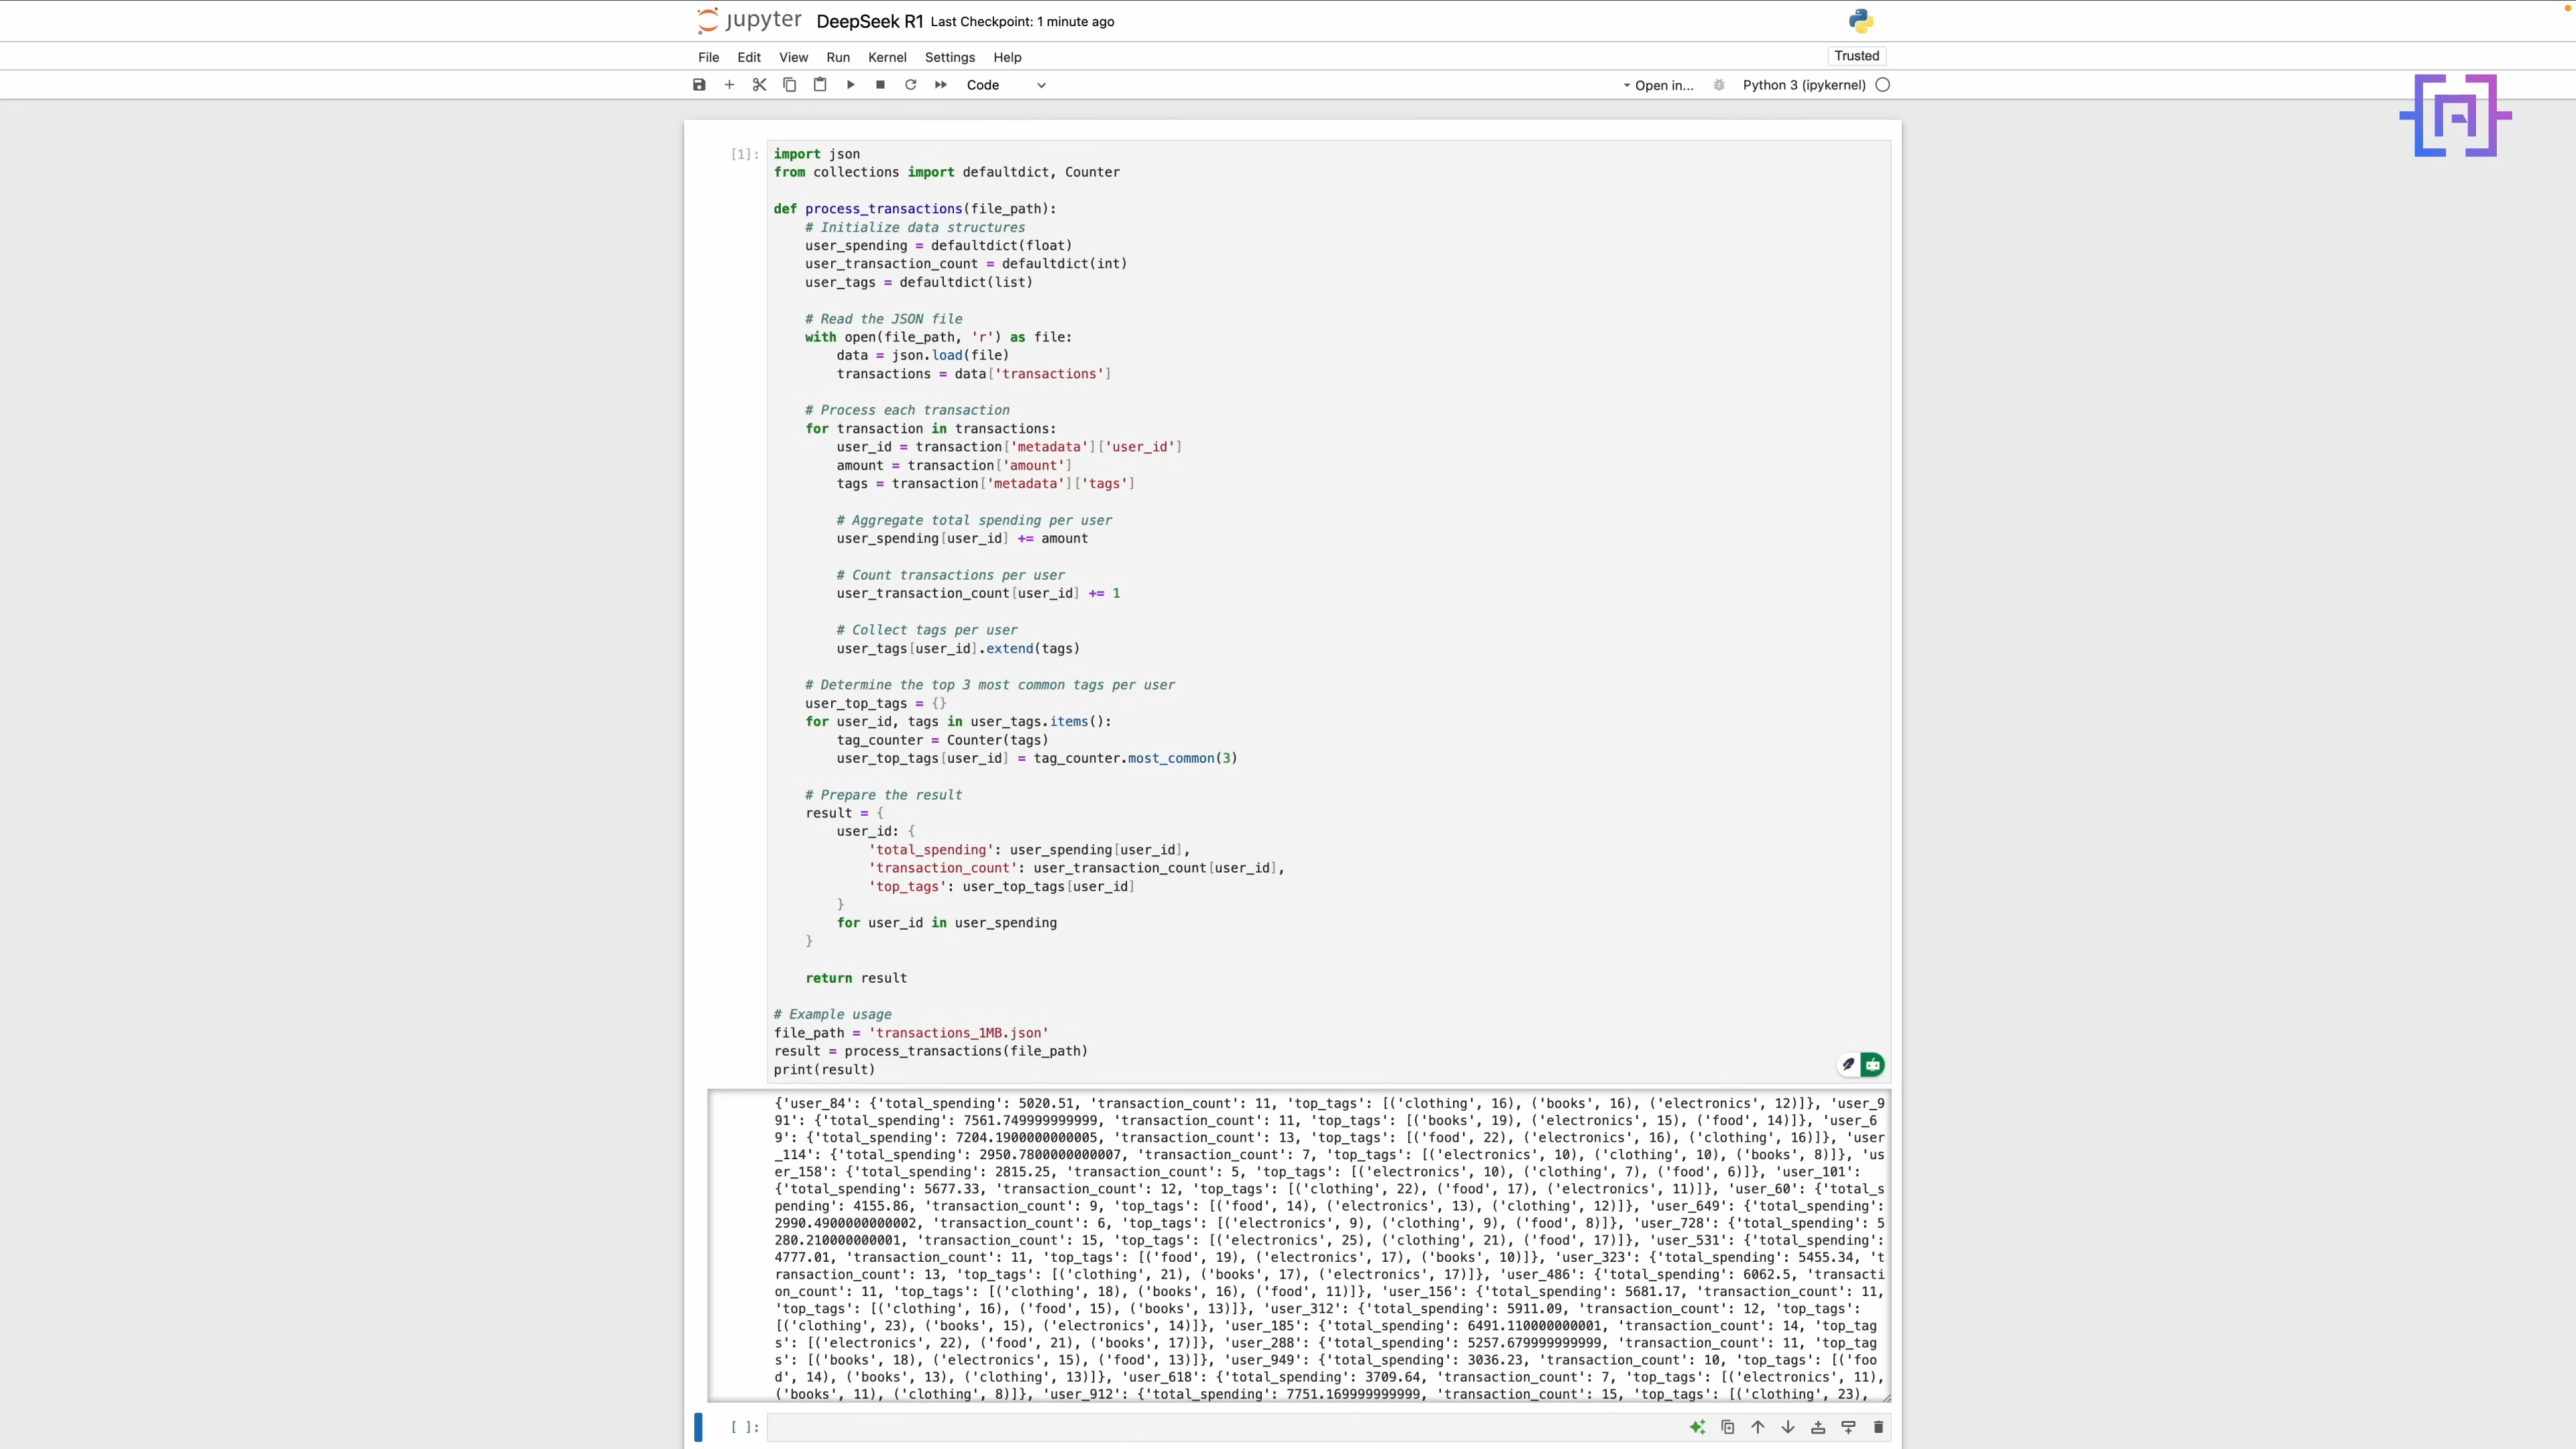 jupyter DeepSeek R1 Last Checkpoint: 1 minute ago
File Edit View Run Kernel Settings Help Trusted
Code Open in... Python 3 (ipykernel)
[1]: import json
from collections import defaultdict, Counter

def process_transactions(file_path):
    # Initialize data structures
    user_spending = defaultdict(float)
    user_transaction_count = defaultdict(int)
    user_tags = defaultdict(list)

    # Read the JSON file
    with open(file_path, 'r') as file:
        data = json.load(file)
        transactions = data['transactions']

    # Process each transaction
    for transaction in transactions:
        user_id = transaction['metadata']['user_id']
        amount = transaction['amount']
        tags = transaction['metadata']['tags']

        # Aggregate total spending per user
        user_spending[user_id] += amount

        # Count transactions per user
        user_transaction_count[user_id] += 1

        # Collect tags per user
        user_tags[user_id].extend(tags)

    # Determine the top 3 most common tags per user
    user_top_tags = {}
    for user_id, tags in user_tags.items():
        tag_counter = Counter(tags)
        user_top_tags[user_id] = tag_counter.most_common(3)

    # Prepare the result
    result = {
        user_id: {
            'total_spending': user_spending[user_id],
            'transaction_count': user_transaction_count[user_id],
            'top_tags': user_top_tags[user_id]
        }
        for user_id in user_spending
    }

    return result

# Example usage
file_path = 'transactions_1MB.json'
result = process_transactions(file_path)
print(result)
{'user_84': {'total_spending': 5020.51, 'transaction_count': 11, 'top_tags': [('clothing', 16), ('books', 16), ('electronics', 12)]}, 'user_9
91': {'total_spending': 7561.749999999999, 'transaction_count': 11, 'top_tags': [('books', 19), ('electronics', 15), ('food', 14)]}, 'user_6
9': {'total_spending': 7204.1900000000005, 'transaction_count': 13, 'top_tags': [('food', 22), ('electronics', 16), ('clothing', 16)]}, 'user
_114': {'total_spending': 2950.7800000000007, 'transaction_count': 7, 'top_tags': [('electronics', 10), ('clothing', 10), ('books', 8)]}, 'us
er_158': {'total_spending': 2815.25, 'transaction_count': 5, 'top_tags': [('electronics', 10), ('clothing', 7), ('food', 6)]}, 'user_101':
{'total_spending': 5677.33, 'transaction_count': 12, 'top_tags': [('clothing', 22), ('food', 17), ('electronics', 11)]}, 'user_60': {'total_s
pending': 4155.86, 'transaction_count': 9, 'top_tags': [('food', 14), ('electronics', 13), ('clothing', 12)]}, 'user_649': {'total_spending':
2990.4900000000002, 'transaction_count': 6, 'top_tags': [('electronics', 9), ('clothing', 9), ('food', 8)]}, 'user_728': {'total_spending': 5
280.210000000001, 'transaction_count': 15, 'top_tags': [('electronics', 25), ('clothing', 21), ('food', 17)]}, 'user_531': {'total_spending':
4777.01, 'transaction_count': 11, 'top_tags': [('food', 19), ('electronics', 17), ('books', 10)]}, 'user_323': {'total_spending': 5455.34, 't
ransaction_count': 13, 'top_tags': [('clothing', 21), ('books', 17), ('electronics', 17)]}, 'user_486': {'total_spending': 6062.5, 'transacti
on_count': 11, 'top_tags': [('clothing', 18), ('books', 16), ('food', 11)]}, 'user_156': {'total_spending': 5681.17, 'transaction_count': 11,
'top_tags': [('clothing', 16), ('food', 15), ('books', 13)]}, 'user_312': {'total_spending': 5911.09, 'transaction_count': 12, 'top_tags':
[('clothing', 23), ('books', 15), ('electronics', 14)]}, 'user_185': {'total_spending': 6491.110000000001, 'transaction_count': 14, 'top_tag
s': [('electronics', 22), ('food', 21), ('books', 17)]}, 'user_288': {'total_spending': 5257.679999999999, 'transaction_count': 11, 'top_tag
s': [('books', 18), ('electronics', 15), ('food', 13)]}, 'user_949': {'total_spending': 3036.23, 'transaction_count': 10, 'top_tags': [('foo
d', 14), ('books', 13), ('clothing', 13)]}, 'user_618': {'total_spending': 3709.64, 'transaction_count': 7, 'top_tags': [('electronics', 11),
('books', 11), ('clothing', 8)]}, 'user_912': {'total_spending': 7751.169999999999, 'transaction_count': 15, 'top_tags': [('clothing', 23),
[ ]: